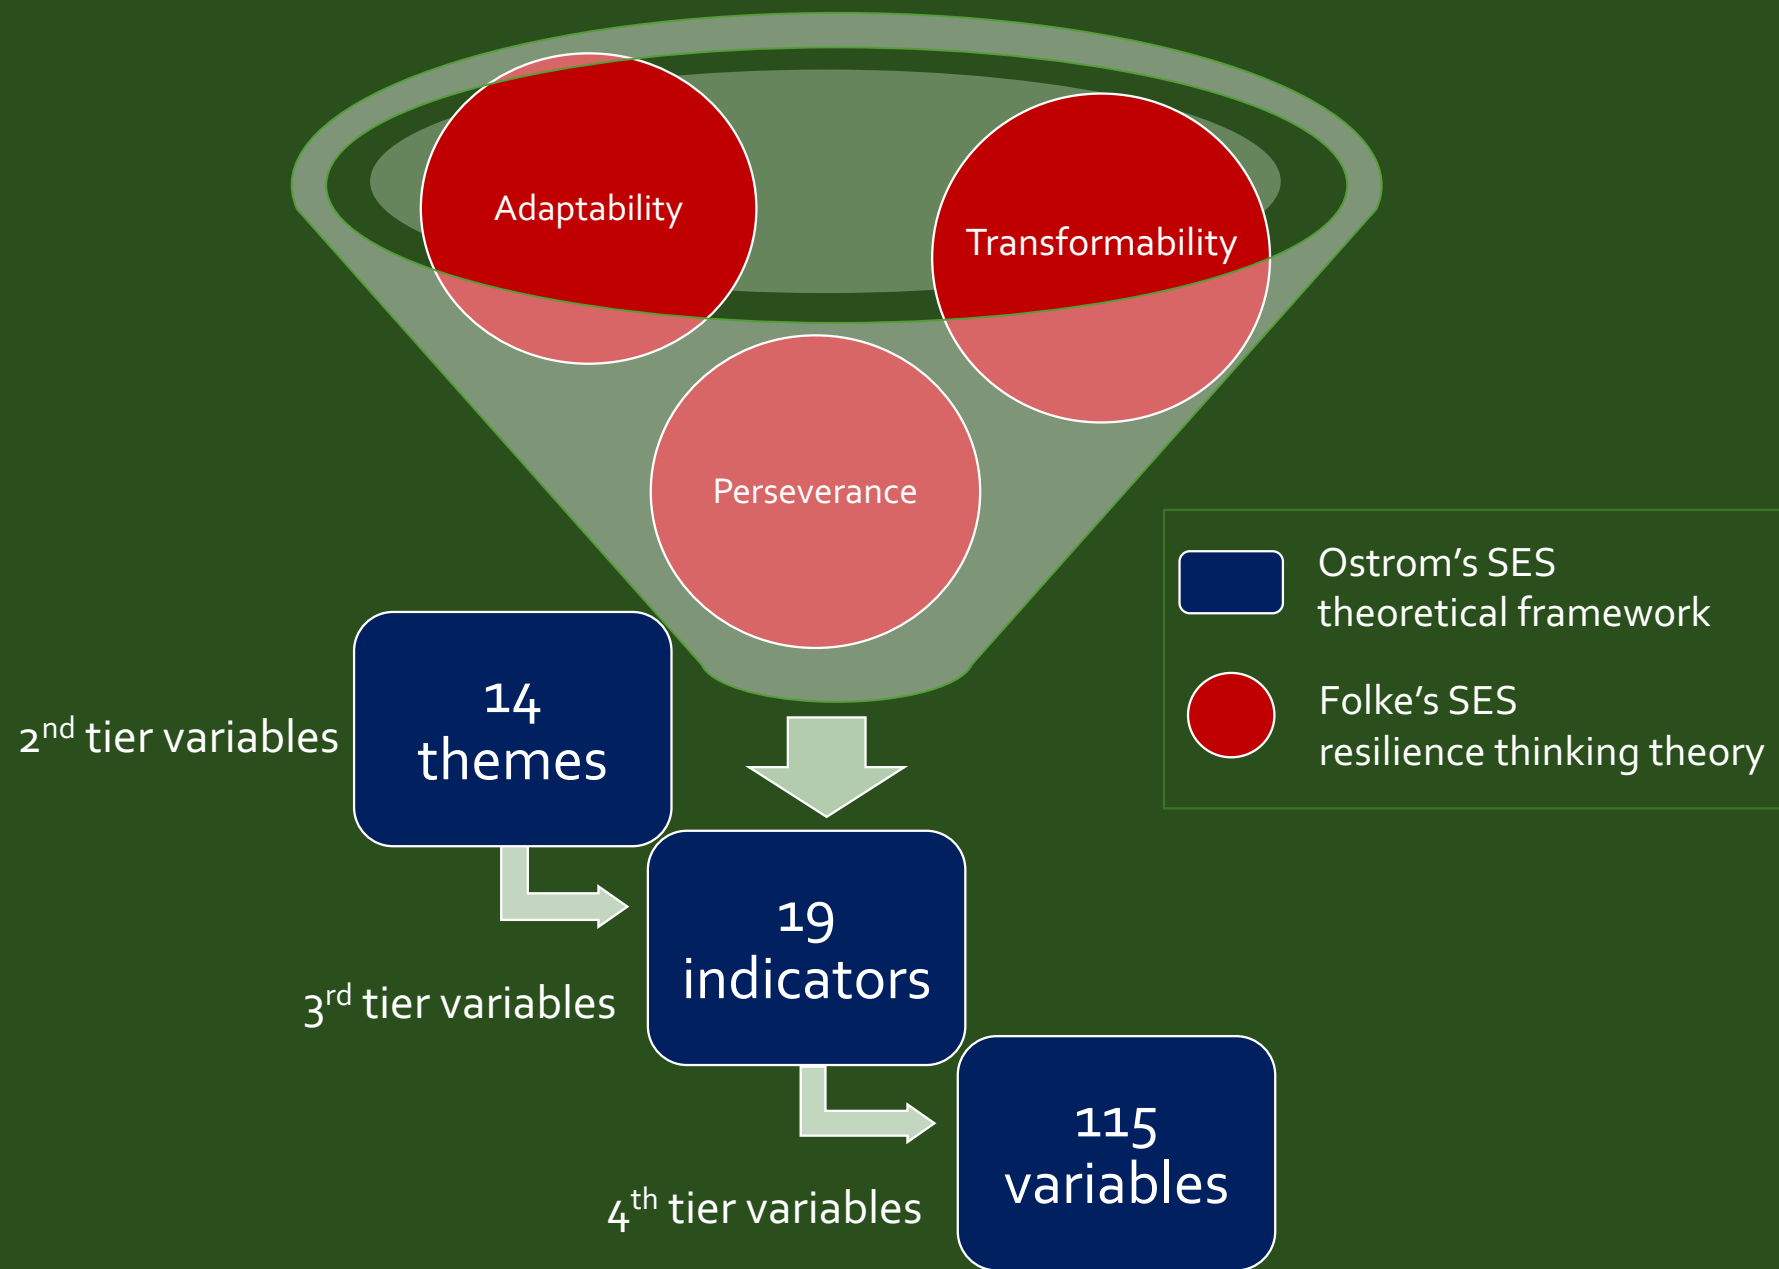 Adaptability
Transformability
Perseverance
Ostrom’s SES
theoretical framework
Folke’s SES
resilience thinking theory
14
themes
2nd tier variables
19
indicators
3rd tier variables
115
variables
4th tier variables